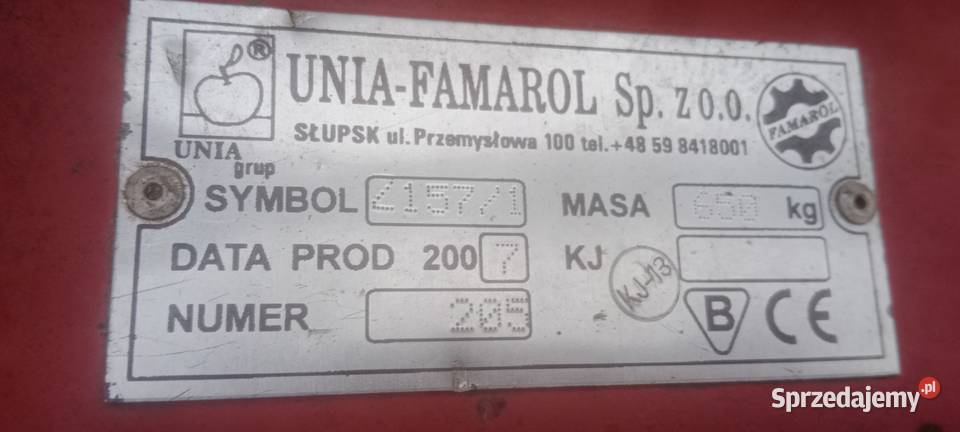 ®
UNIA
grup
UNIA-FAMAROL Sp. z o.o.
SŁUPSK ul. Przemysłowa 100 tel.+48 59 8418001
FAMAROL
SYMBOL Z157/1 MASA 650 kg
DATA PROD 2007 KJ KJ-13
NUMER 205 B CE
Sprzedajemy.pl